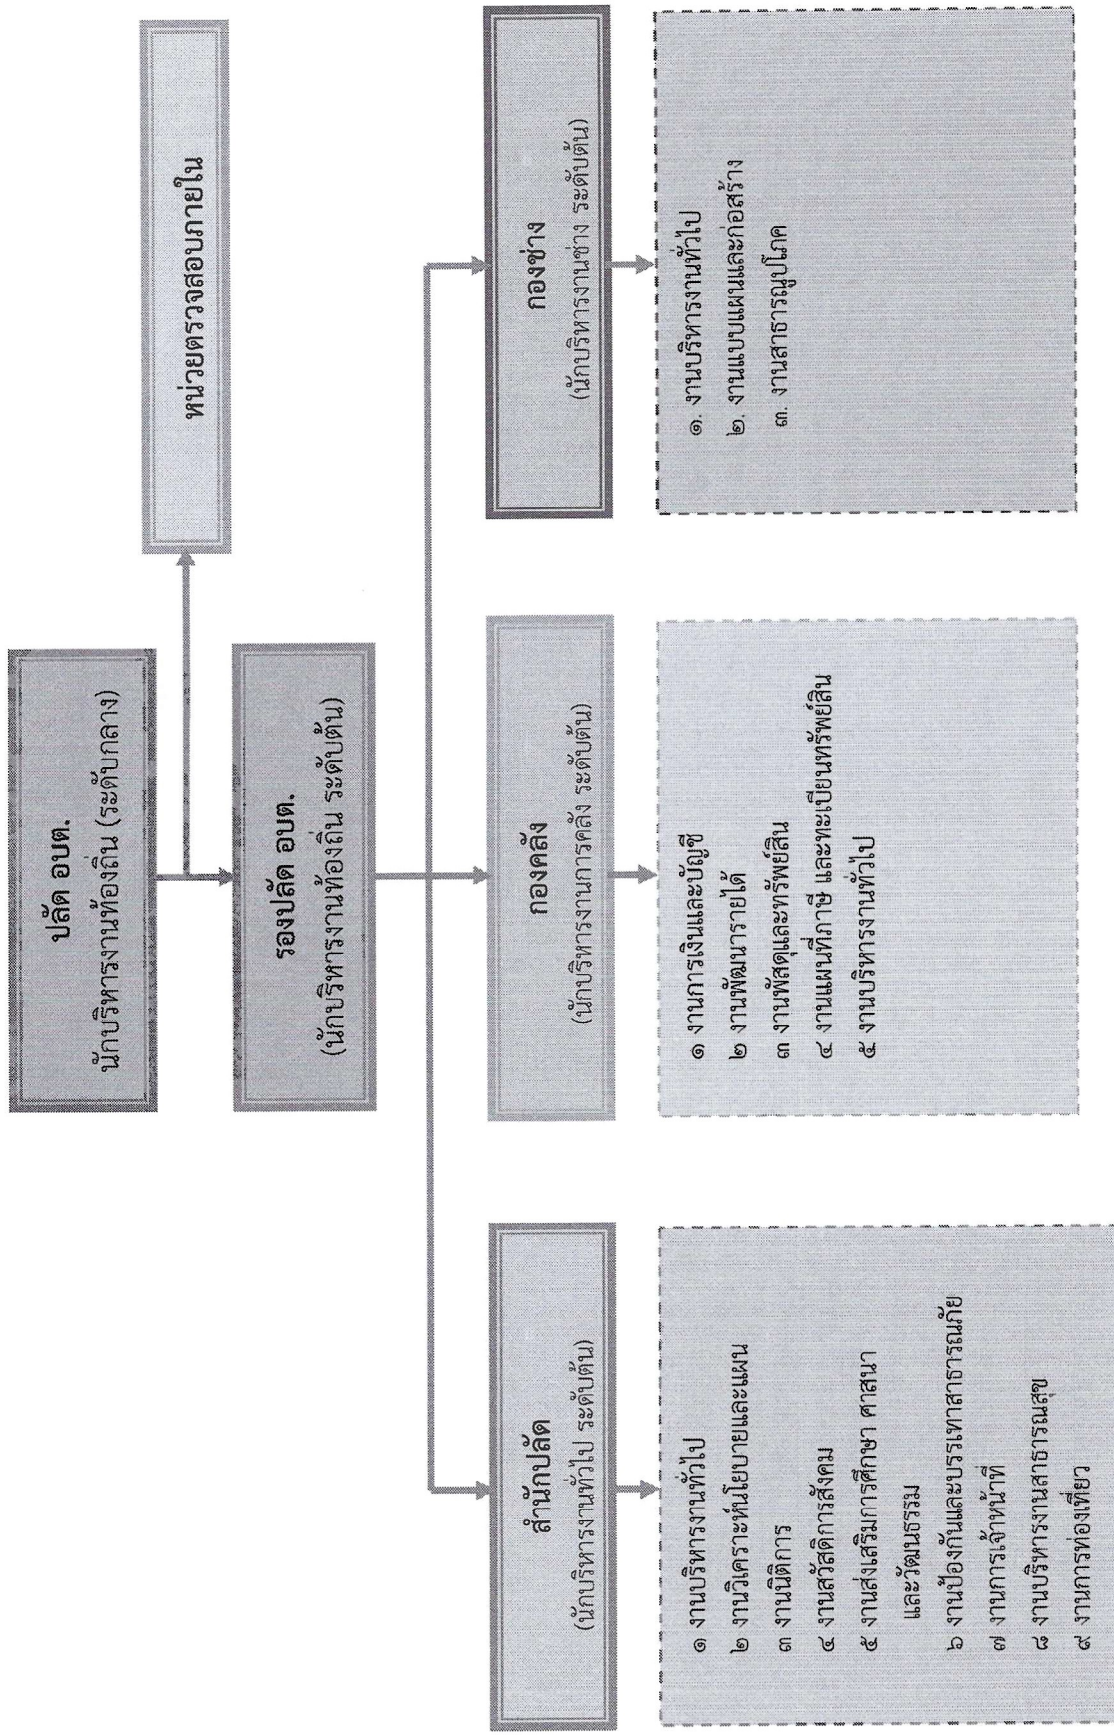 ปลัด อบต.
นักบริหารงานท้องถิ่น (ระดับกลาง)
หน่วยตรวจสอบภายใน
รองปลัด อบต.
(นักบริหารงานท้องถิ่น ระดับต้น)
สำนักปลัด
(นักบริหารงานทั่วไป ระดับต้น)
๑ งานบริหารงานทั่วไป
๒ งานวิเคราะห์นโยบายและแผน
๓ งานนิติการ
๔ งานสวัสดิการสังคม
๕ งานส่งเสริมการศึกษา ศาสนา
และวัฒนธรรม
๖ งานป้องกันและบรรเทาสาธารณภัย
๗ งานการเจ้าหน้าที่
๘ งานบริหารงานสาธารณสุข
๙ งานการท่องเที่ยว
กองคลัง
(นักบริหารงานการคลัง ระดับต้น)
๑ งานการเงินและบัญชี
๒ งานพัฒนารายได้
๓ งานพัสดุและทรัพย์สิน
๔ งานแผนที่ภาษี และทะเบียนทรัพย์สิน
๕ งานบริหารงานทั่วไป
กองช่าง
(นักบริหารงานช่าง ระดับต้น)
๑. งานบริหารงานทั่วไป
๒. งานแบบแผนและก่อสร้าง
๓. งานสาธารณูปโภค